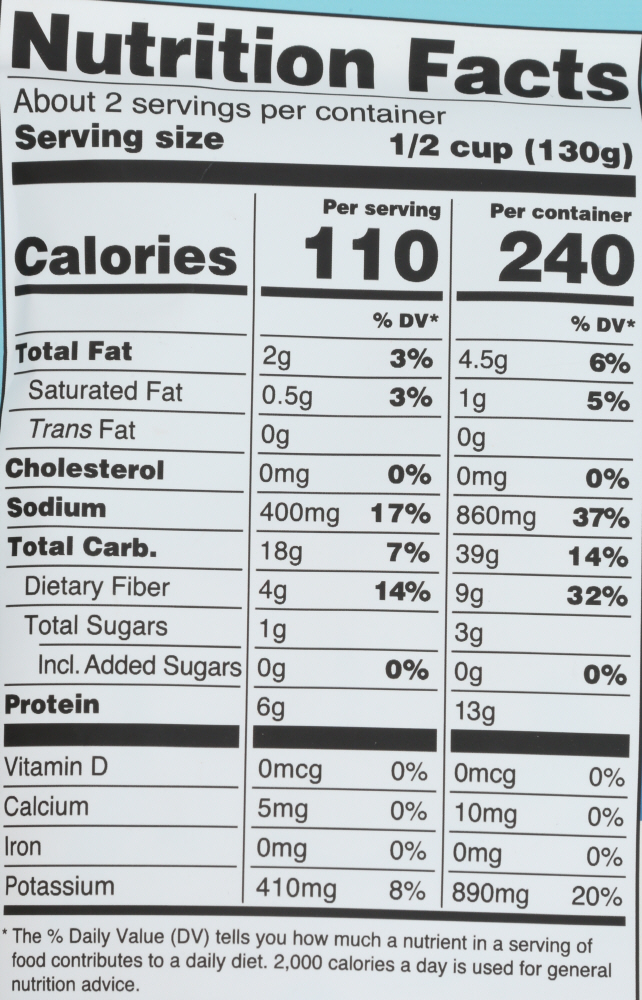 Nutrition Facts
About 2 servings per container
Serving size 1/2 cup (130g)
Per serving Per container
Calories 110 240
% DV* % DV*
Total Fat 2g 3% 4.5g 6%
Saturated Fat 0.5g 3% 1g 5%
Trans Fat 0g 0g
Cholesterol 0mg 0% 0mg 0%
Sodium 400mg 17% 860mg 37%
Total Carb. 18g 7% 39g 14%
Dietary Fiber 4g 14% 9g 32%
Total Sugars 1g 3g
Incl. Added Sugars 0g 0% 0g 0%
Protein 6g 13g
Vitamin D 0mcg 0% 0mcg 0%
Calcium 5mg 0% 10mg 0%
Iron 0mg 0% 0mg 0%
Potassium 410mg 8% 890mg 20%
* The % Daily Value (DV) tells you how much a nutrient in a serving of
food contributes to a daily diet. 2,000 calories a day is used for general
nutrition advice.